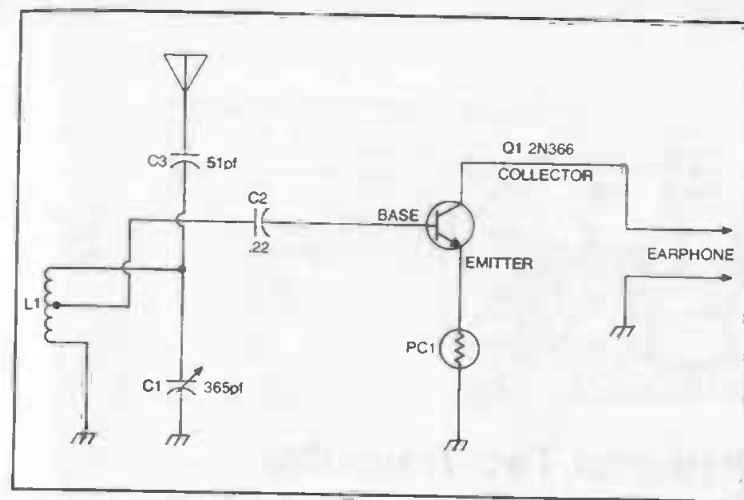 C3 51pf
Q1 2N366
COLLECTOR
C2
.22
BASE
EMITTER
EARPHONE
L1
PC1
C1 365pf